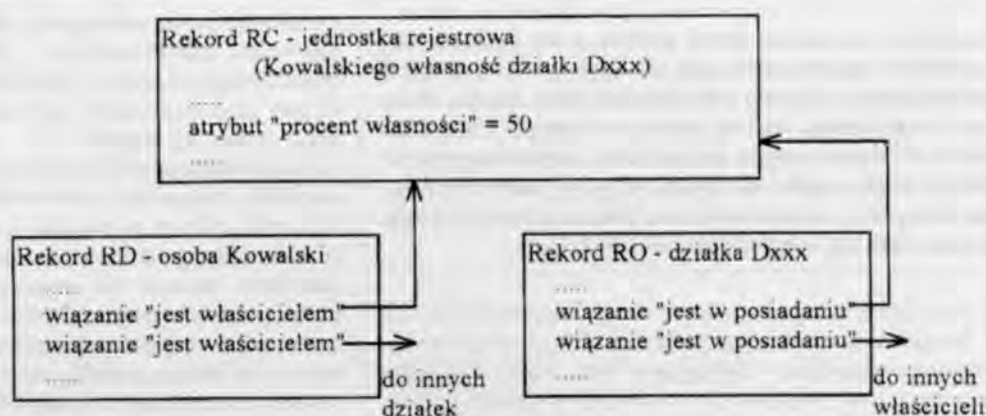 Rekord RC - jednostka rejestrowa
(Kowalskiego własność działki Dxxx)
.....
atrybut "procent własności" = 50
.....
Rekord RD - osoba Kowalski
.....
wiązanie "jest właścicielem"
wiązanie "jest właścicielem"
.....
do innych
działek
Rekord RO - działka Dxxx
.....
wiązanie "jest w posiadaniu"
wiązanie "jest w posiadaniu"
.....
do innych
właścicieli